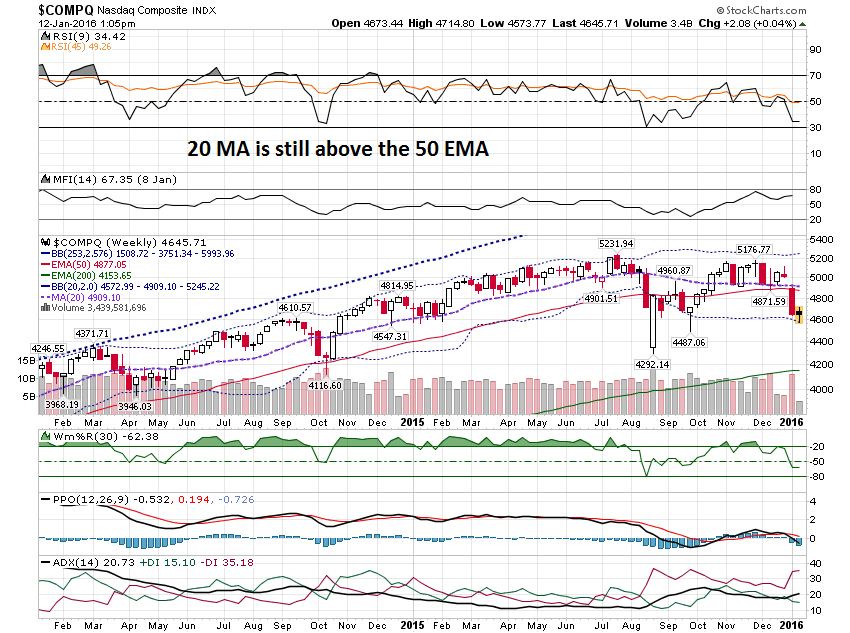 $COMPQ Nasdaq Composite INDX
© StockCharts.com
12-Jan-2016 1:05pm
Open 4673.44 High 4714.80 Low 4573.77 Last 4645.71 Volume 3.4B Chg +2.08 (+0.04%)
RSI(9) 34.42
RSI(45) 49.26
90
70
50
30
10
20 MA is still above the 50 EMA
MFI(14) 67.35 (8 Jan)
80
50
20
$COMPQ (Weekly) 4645.71
BB(253,2.576) 1508.72 - 3751.34 - 5993.96
EMA(50) 4877.05
EMA(200) 4153.65
BB(20,2.0) 4572.99 - 4909.10 - 5245.22
MA(20) 4909.10
Volume 3,439,581,696
5231.94
5176.77
4960.87
4814.95
4901.51
4871.59
4610.57
4547.31
4487.06
4371.71
4246.55
4292.14
4116.60
3968.19
3946.03
5400
5200
5000
4800
4600
4400
4200
4000
15B
10B
5B
Feb Mar Apr May Jun Jul Aug Sep Oct Nov Dec 2015 Feb Mar Apr May Jun Jul Aug Sep Oct Nov Dec 2016
Wm%R(30) -62.38
-20
-50
-80
PPO(12,26,9) -0.532, 0.194, -0.726
4
2
0
ADX(14) 20.73 +DI 15.10 -DI 35.18
40
30
20
10
Feb Mar Apr May Jun Jul Aug Sep Oct Nov Dec 2015 Feb Mar Apr May Jun Jul Aug Sep Oct Nov Dec 2016